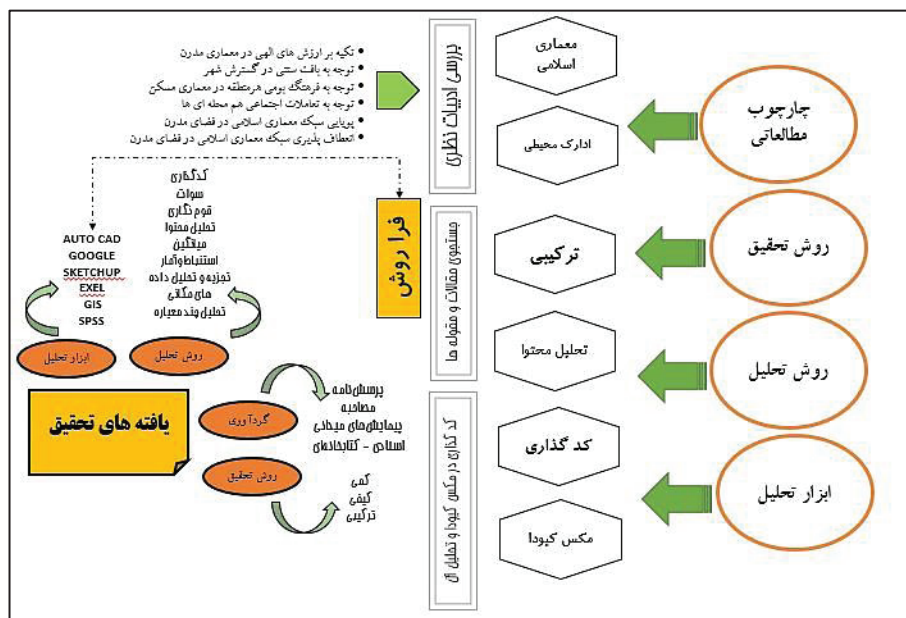 چارچوب
مطالعاتی
روش تحقیق
روش تحلیل
ابزار تحلیل
معماری
اسلامی
ادارک محیطی
ترکیبی
تحلیل محتوا
کد گذاری
مکس کیودا
بررسی ادبیات نظری
جستجوی مقالات و مقوله ها
کد گذاری در مکس کیودا و تحلیل آن
• تکیه بر ارزش های الهی در معماری مدرن
• توجه به بافت سنتی در گسترش شهر
• توجه به فرهنگ بومی هرمنطقه در معماری مسکن
• توجه به تعاملات اجتماعی هم محله ای ها
• پویایی سبک معماری اسلامی در فضای مدرن
• انعطاف پذیری سبک معماری اسلامی در فضای مدرن
فرا روش
کدگذاری
سوات
قوم نگاری
تحلیل محتوا
میانگین
استنباط وآمار
تجزیه و تحلیل داده
های مکانی
تحلیل وند معیاره
AUTO CAD
GOOGLE
SKETCHUP
EXEL
GIS
SPSS
روش تحلیل
ابزار تحلیل
یافته های تحقیق
گردآوری
پرسش‌نامه
مصاحبه
پیمایش‌های میدانی
اسنادی - کتابخانه‌ای
روش تحقیق
کمی
کیفی
ترکیبی